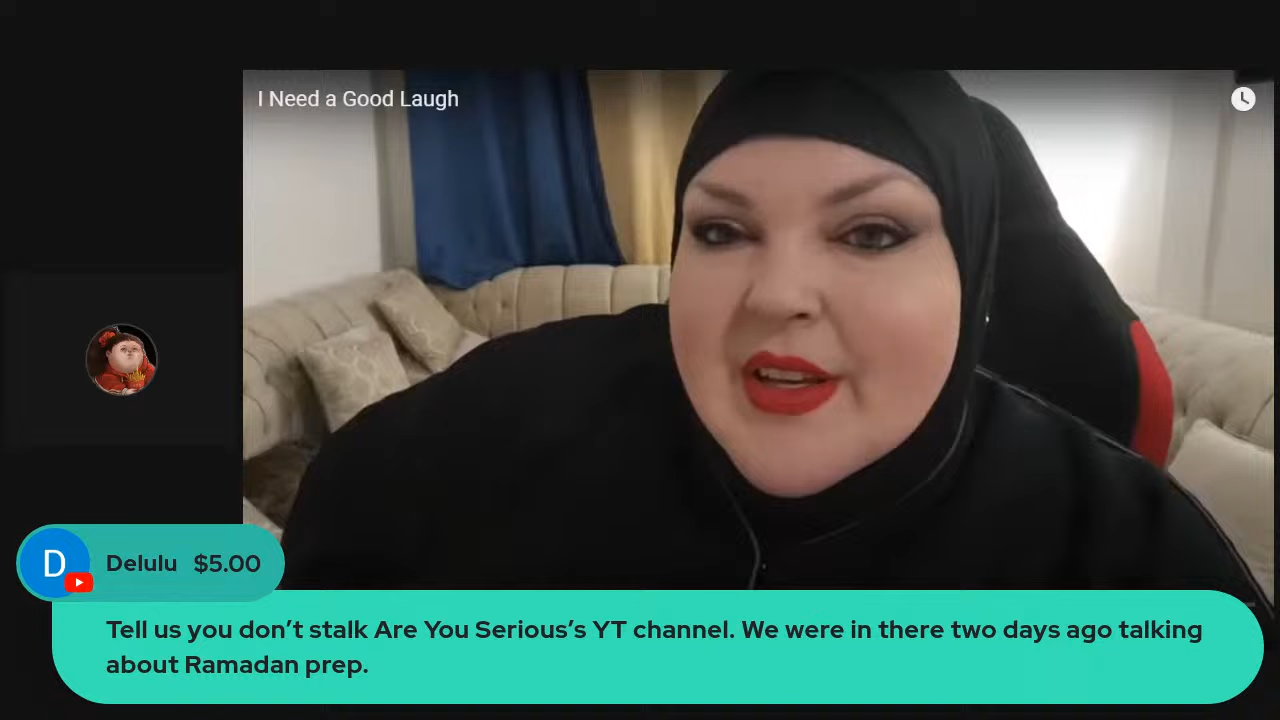 I Need a Good Laugh
D
Delulu $5.00
Tell us you don’t stalk Are You Serious’s YT channel. We were in there two days ago talking
about Ramadan prep.